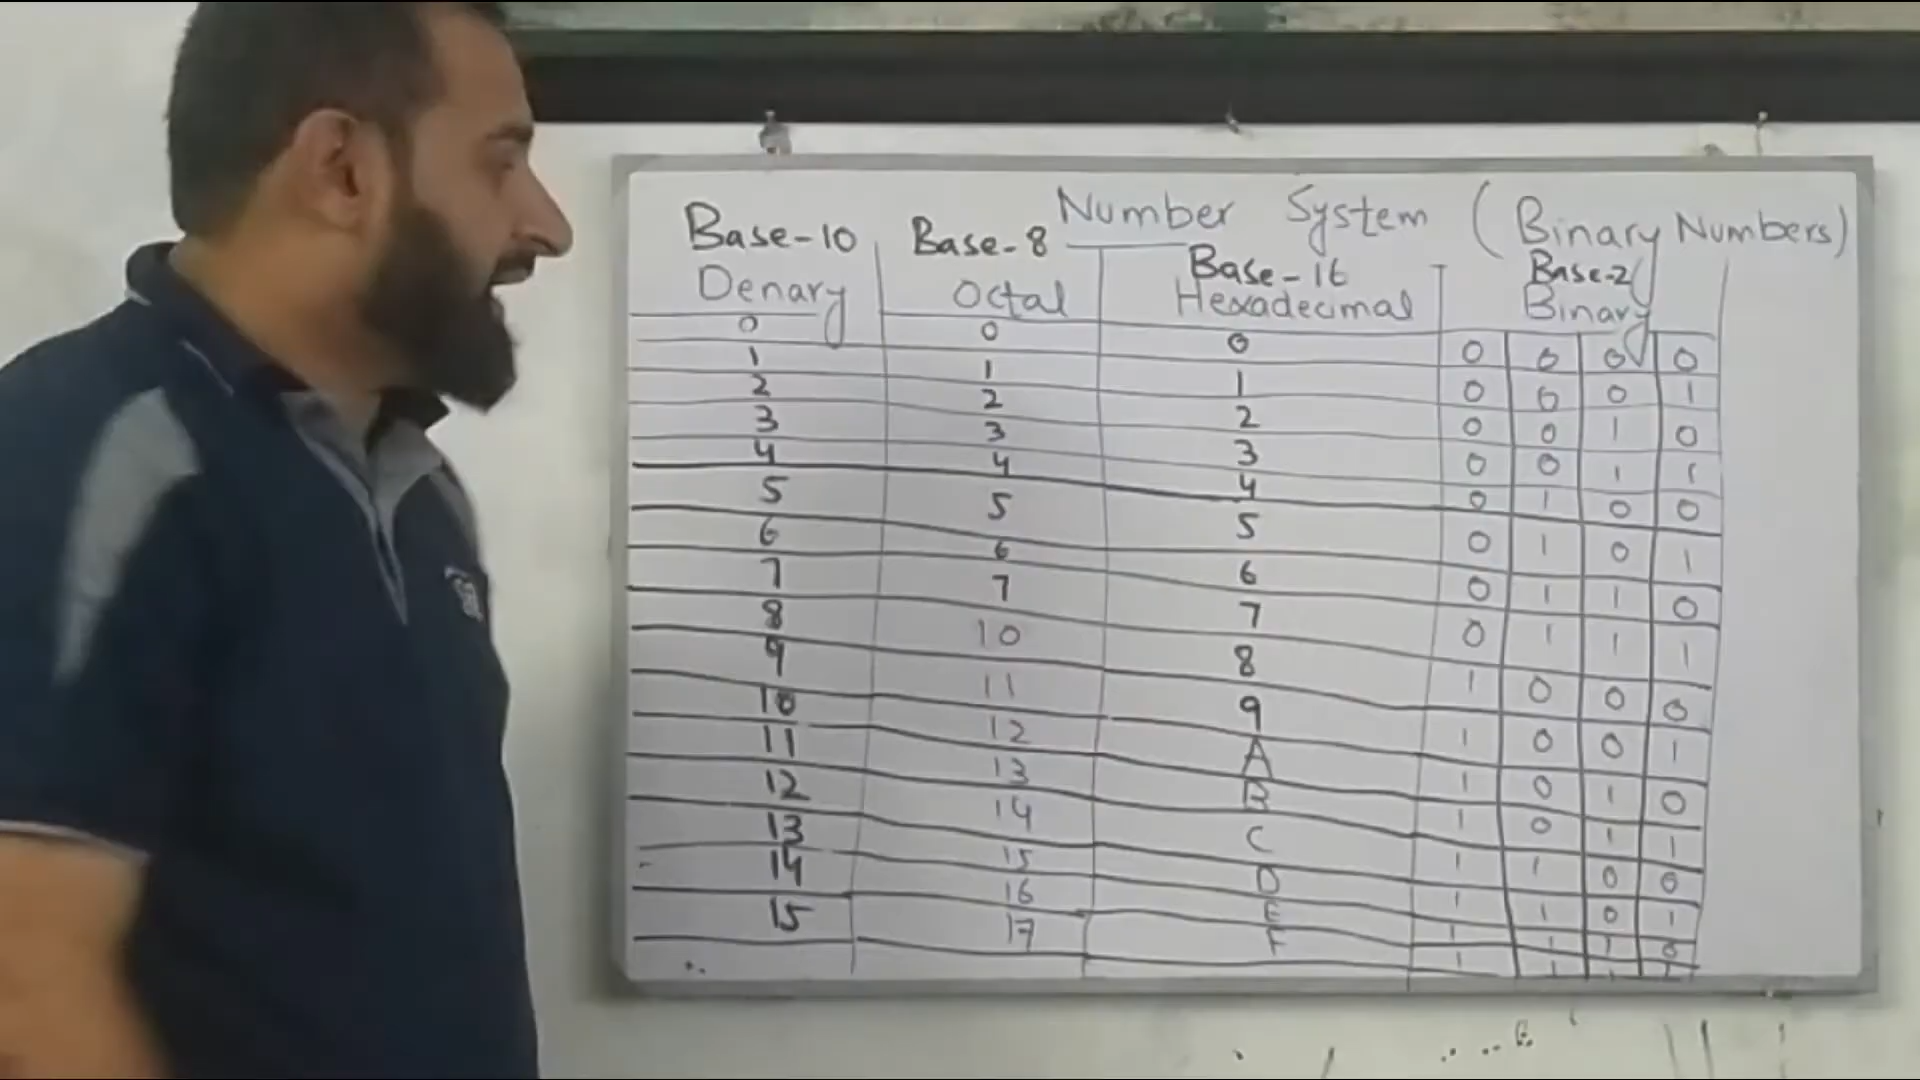 Number System (Binary Numbers)
Base-10 Base-8 Base-16 Base-2
Denary Octal Hexadecimal Binary
0 0 0 0 0 0 0
1 1 1 0 0 0 1
2 2 2 0 0 1 0
3 3 3 0 0 1 1
4 4 4 0 1 0 0
5 5 5 0 1 0 1
6 6 6 0 1 1 0
7 7 7 0 1 1 1
8 10 8 1 0 0 0
9 11 9 1 0 0 1
10 12 A 1 0 1 0
11 13 B 1 0 1 1
12 14 C 1 1 0 0
13 15 D 1 1 0 1
14 16 E 1 1 1 0
15 17 F 1 1 1 1